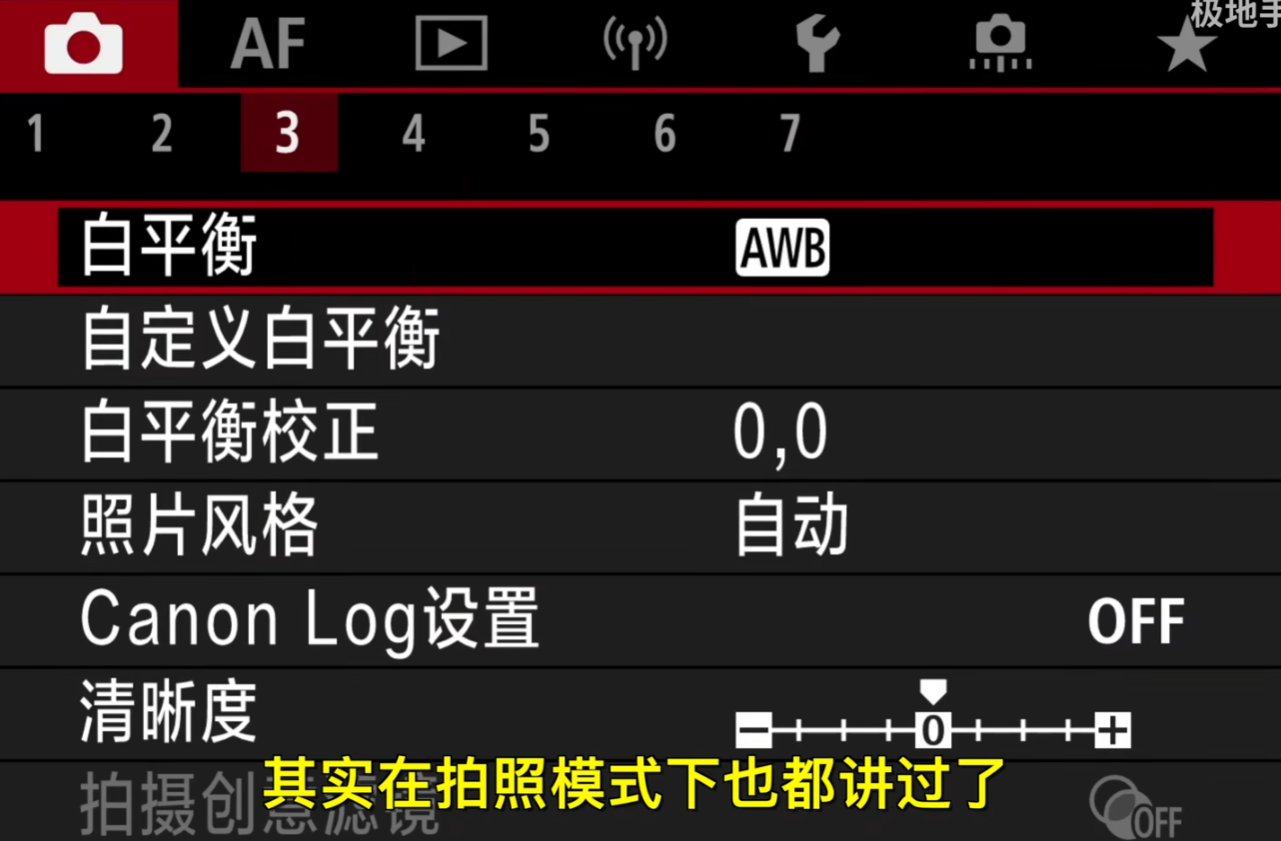 极地手
AF
1 2 3 4 5 6 7
白平衡 AWB
自定义白平衡
白平衡校正 0,0
照片风格 自动
Canon Log设置 OFF
清晰度 0
其实在拍照模式下也都讲过了
拍摄创意滤镜 OFF